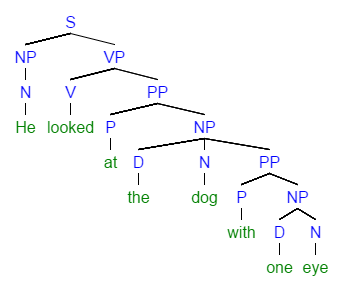 S
NP VP
N V PP
He looked P NP
at D N PP
the dog P NP
with D N
one eye